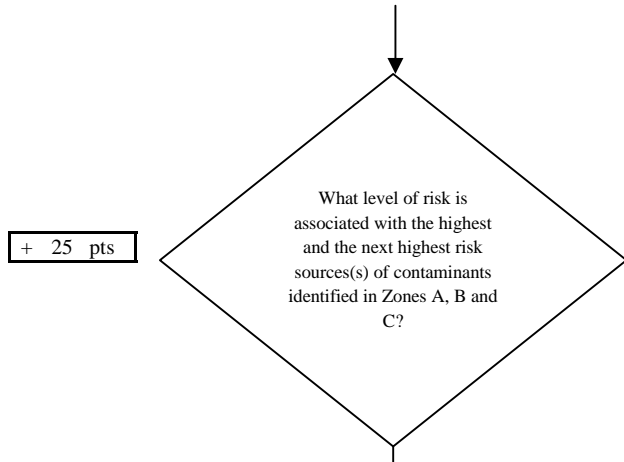 What level of risk is
associated with the highest
+ 25 pts
and the next highest risk
sources(s) of contaminants
identified in Zones A, B and
C?